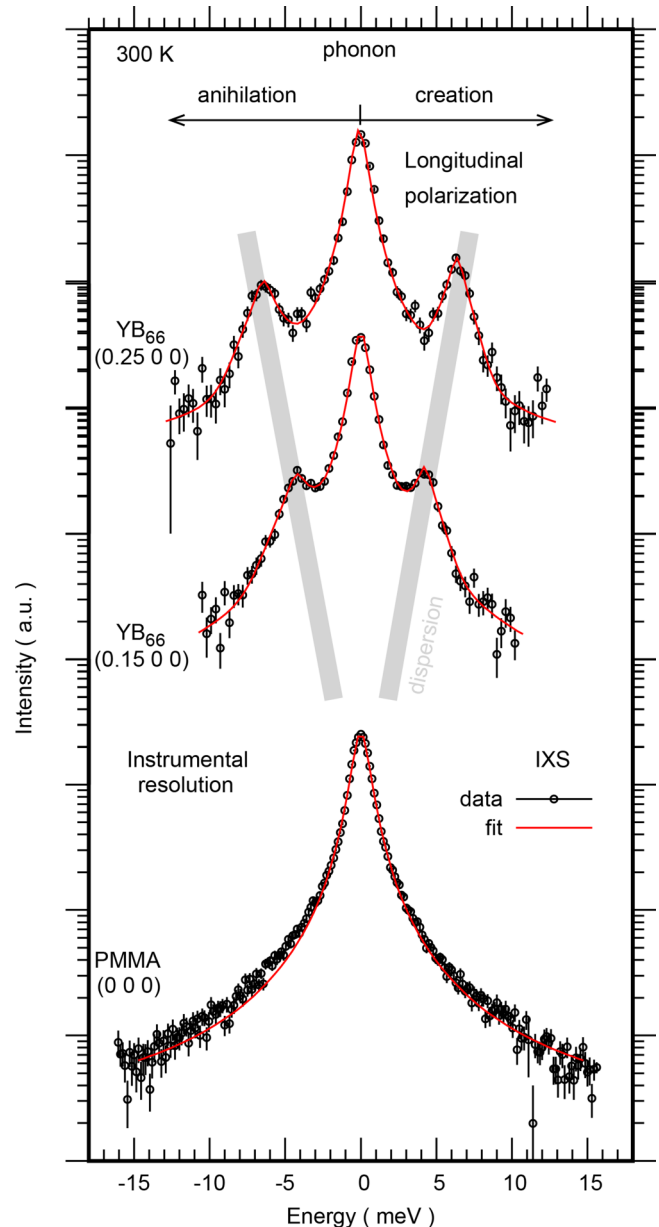 300 K
phonon
anihilation
creation
Longitudinal
polarization
YB66
(0.25 0 0)
YB66
(0.15 0 0)
dispersion
Instrumental
resolution
IXS
data
fit
PMMA
(0 0 0)
Intensity ( a.u. )
-15 -10 -5 0 5 10 15
Energy ( meV )